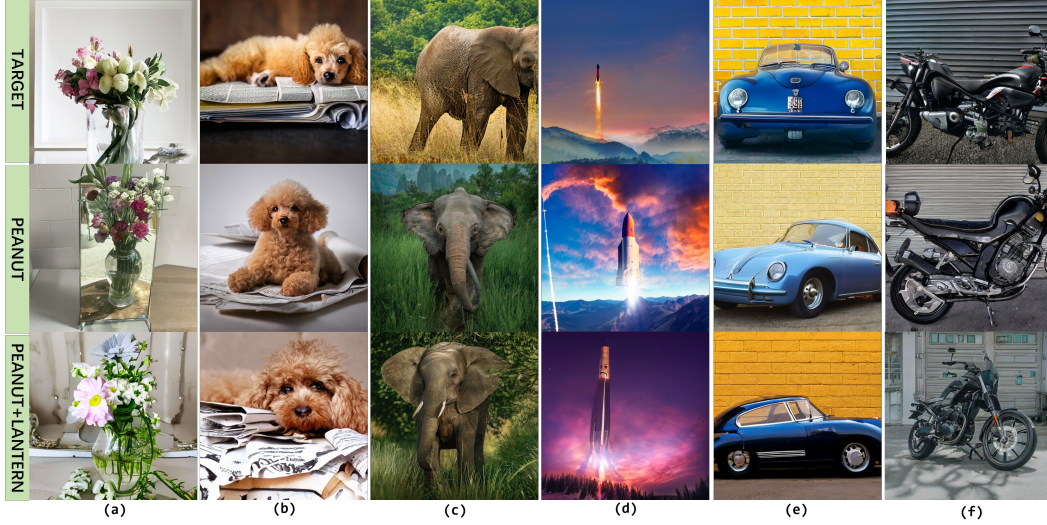 TARGET
PEANUT
PEANUT+LANTERN
(a)
(b)
(c)
(d)
(e)
(f)